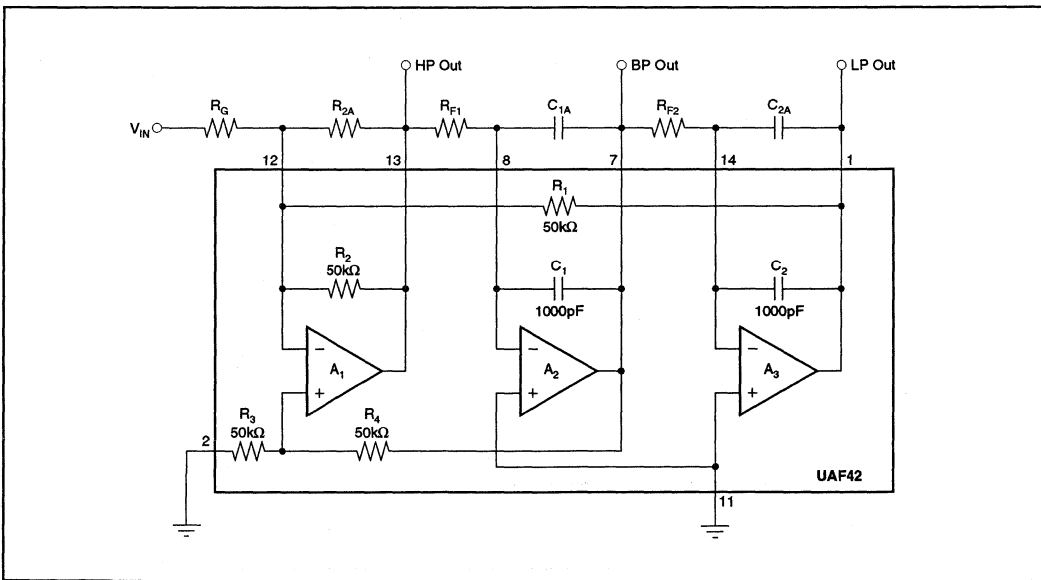 HP Out
BP Out
LP Out
R_G
R_2A
R_F1
C_1A
R_F2
C_2A
V_IN
12
13
8
7
14
1
R_1
50kΩ
R_2
50kΩ
C_1
1000pF
C_2
1000pF
−
A_1
+
−
A_2
+
−
A_3
+
R_3
50kΩ
R_4
50kΩ
2
UAF42
11